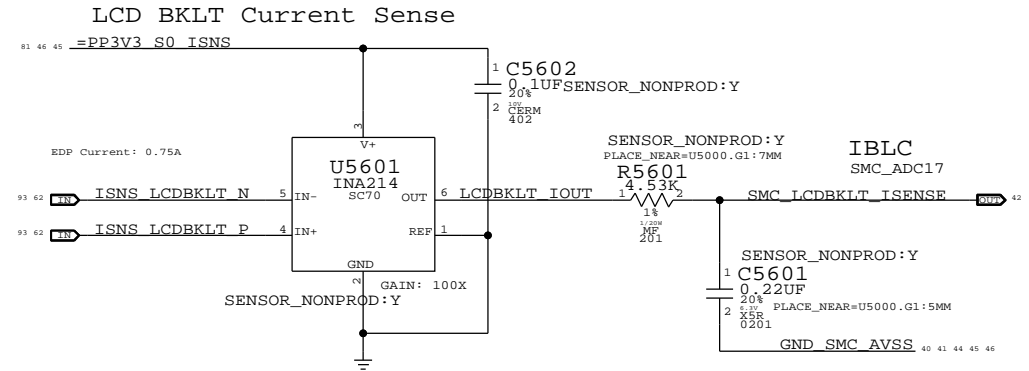 LCD BKLT Current Sense
81 46 45 =PP3V3_S0_ISNS
1 C5602
0.1UF SENSOR_NONPROD:Y
20%
10V
2 CERM
402
3
V+
EDP Current: 0.75A
U5601
INA214
SC70
93 62 IN ISNS_LCDBKLT_N 5 IN-
OUT 6 LCDBKLT_IOUT
93 62 IN ISNS_LCDBKLT_P 4 IN+
REF 1
GND
2
GAIN: 100X
SENSOR_NONPROD:Y
SENSOR_NONPROD:Y
PLACE_NEAR=U5000.G1:7MM
R5601
4.53K
1 2
1%
1/20W
MF
201
IBLC
SMC_ADC17
SMC_LCDBKLT_ISENSE OUT 42
SENSOR_NONPROD:Y
1 C5601
0.22UF
20%
6.3V PLACE_NEAR=U5000.G1:5MM
2 X5R
0201
GND_SMC_AVSS 40 41 44 45 46